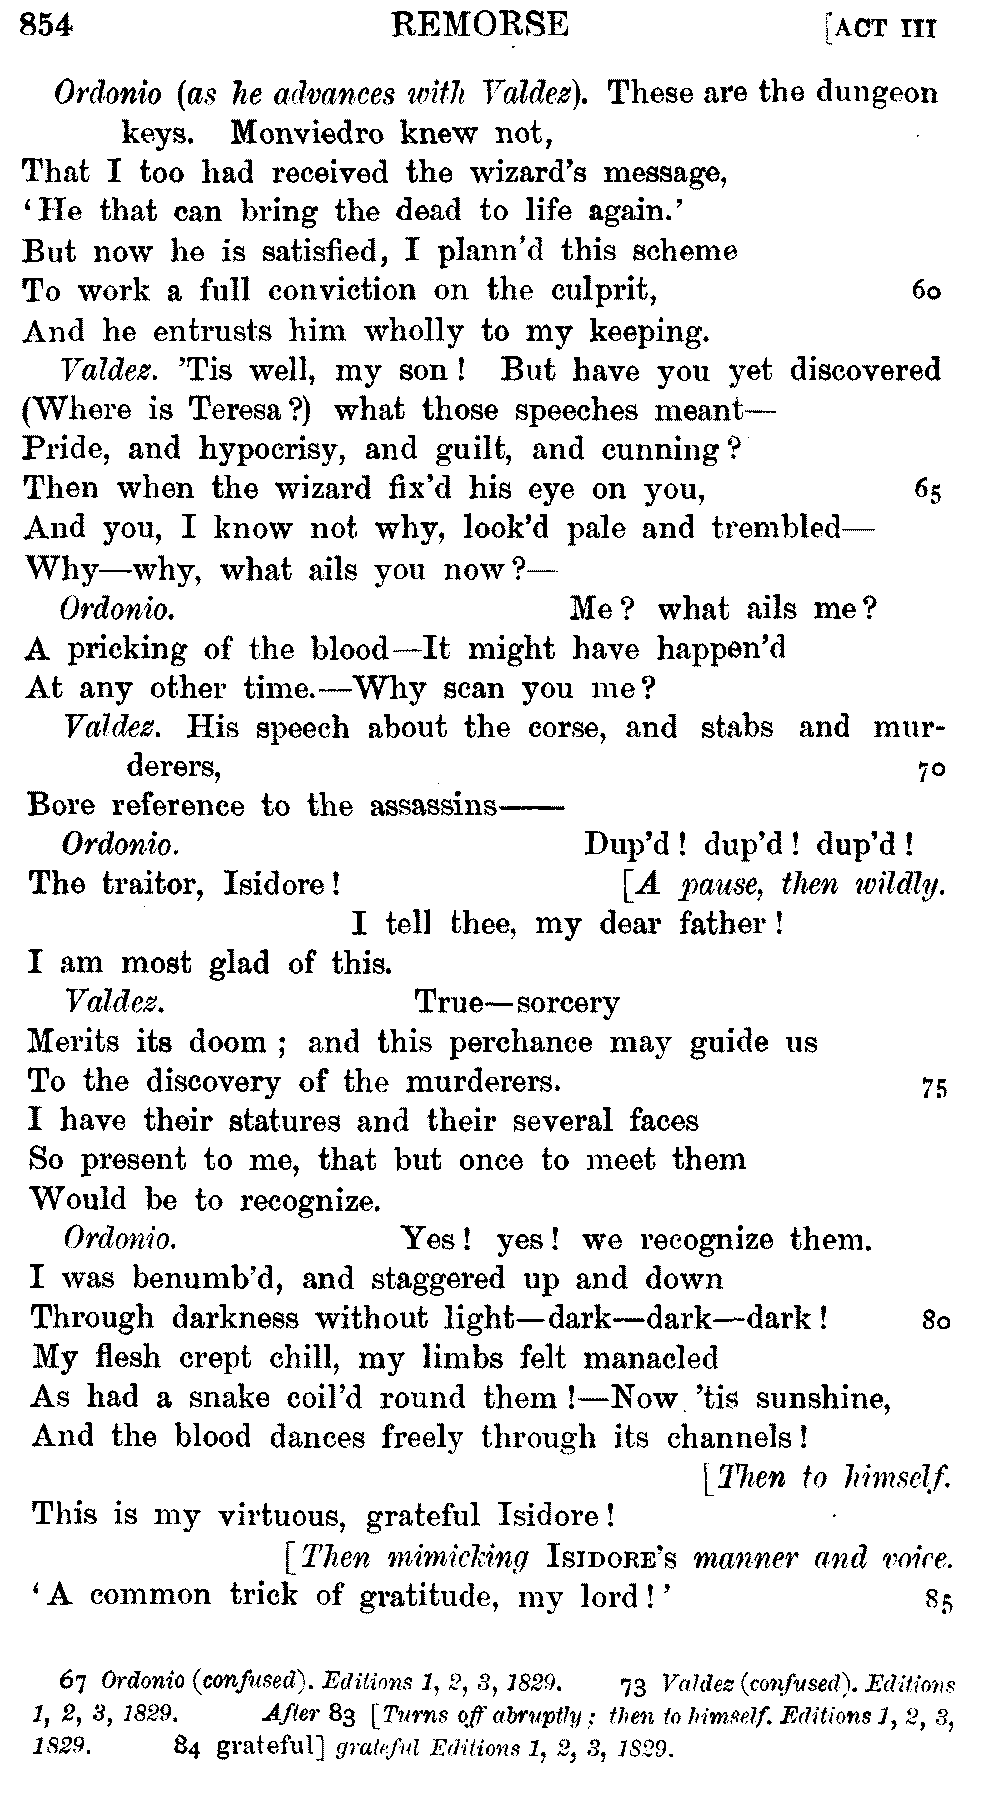 854 REMORSE [ACT III
Ordonio (as he advances with Valdez). These are the dungeon
keys. Monviedro knew not,
That I too had received the wizard's message,
'He that can bring the dead to life again.'
But now he is satisfied, I plann'd this scheme
To work a full conviction on the culprit, 60
And he entrusts him wholly to my keeping.
Valdez. 'Tis well, my son! But have you yet discovered
(Where is Teresa?) what those speeches meant—
Pride, and hypocrisy, and guilt, and cunning?
Then when the wizard fix'd his eye on you, 65
And you, I know not why, look'd pale and trembled—
Why—why, what ails you now?—
Ordonio. Me? what ails me?
A pricking of the blood—It might have happen'd
At any other time.—Why scan you me?
Valdez. His speech about the corse, and stabs and mur-
derers, 70
Bore reference to the assassins——
Ordonio. Dup'd! dup'd! dup'd!
The traitor, Isidore! [A pause, then wildly.
I tell thee, my dear father!
I am most glad of this.
Valdez. True—sorcery
Merits its doom; and this perchance may guide us
To the discovery of the murderers. 75
I have their statures and their several faces
So present to me, that but once to meet them
Would be to recognize.
Ordonio. Yes! yes! we recognize them.
I was benumb'd, and staggered up and down
Through darkness without light—dark—dark—dark! 80
My flesh crept chill, my limbs felt manacled
As had a snake coil'd round them!—Now 'tis sunshine,
And the blood dances freely through its channels!
[Then to himself.
This is my virtuous, grateful Isidore!
[Then mimicking ISIDORE'S manner and voice.
'A common trick of gratitude, my lord!' 85
67 Ordonio (confused). Editions 1, 2, 3, 1829. 73 Valdez (confused). Editions
1, 2, 3, 1829. After 83 [Turns off abruptly; then to himself. Editions 1, 2, 3,
1829. 84 grateful] grateful Editions 1, 2, 3, 1829.